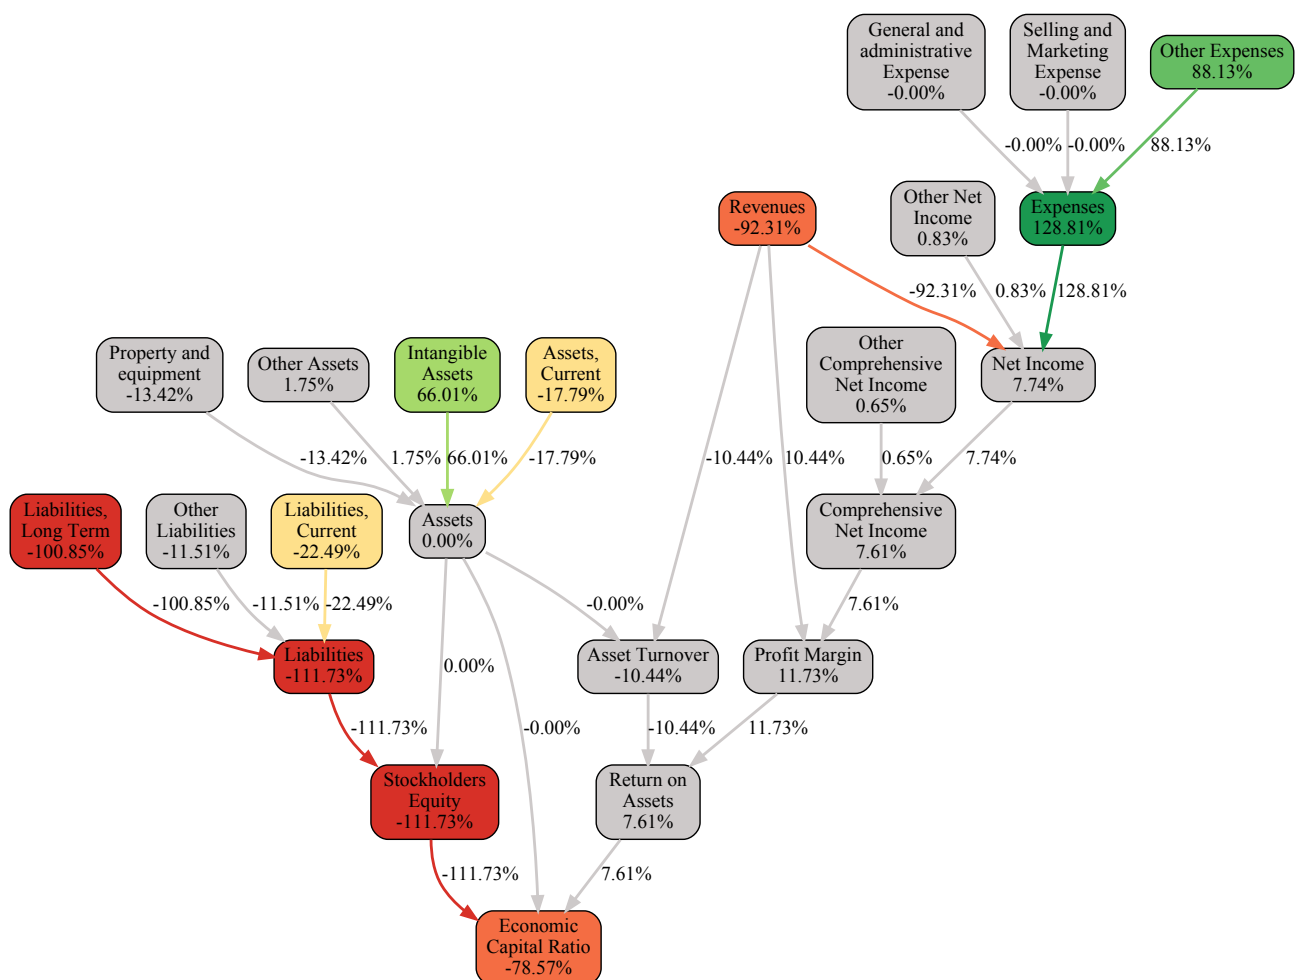 General and
administrative
Expense
-0.00%
Selling and
Marketing
Expense
-0.00%
Other Expenses
88.13%
-0.00%
-0.00%
88.13%
Revenues
-92.31%
Other Net
Income
0.83%
Expenses
128.81%
-92.31%
0.83%
128.81%
Property and
equipment
-13.42%
Other Assets
1.75%
Intangible
Assets
66.01%
Assets,
Current
-17.79%
Other
Comprehensive
Net Income
0.65%
Net Income
7.74%
-13.42%
1.75%
66.01%
-17.79%
-10.44%
10.44%
0.65%
7.74%
Liabilities,
Long Term
-100.85%
Other
Liabilities
-11.51%
Liabilities,
Current
-22.49%
Assets
0.00%
Comprehensive
Net Income
7.61%
-100.85%
-11.51%
-22.49%
-0.00%
7.61%
Liabilities
-111.73%
0.00%
Asset Turnover
-10.44%
Profit Margin
11.73%
-111.73%
-0.00%
-10.44%
11.73%
Stockholders
Equity
-111.73%
Return on
Assets
7.61%
-111.73%
7.61%
Economic
Capital Ratio
-78.57%